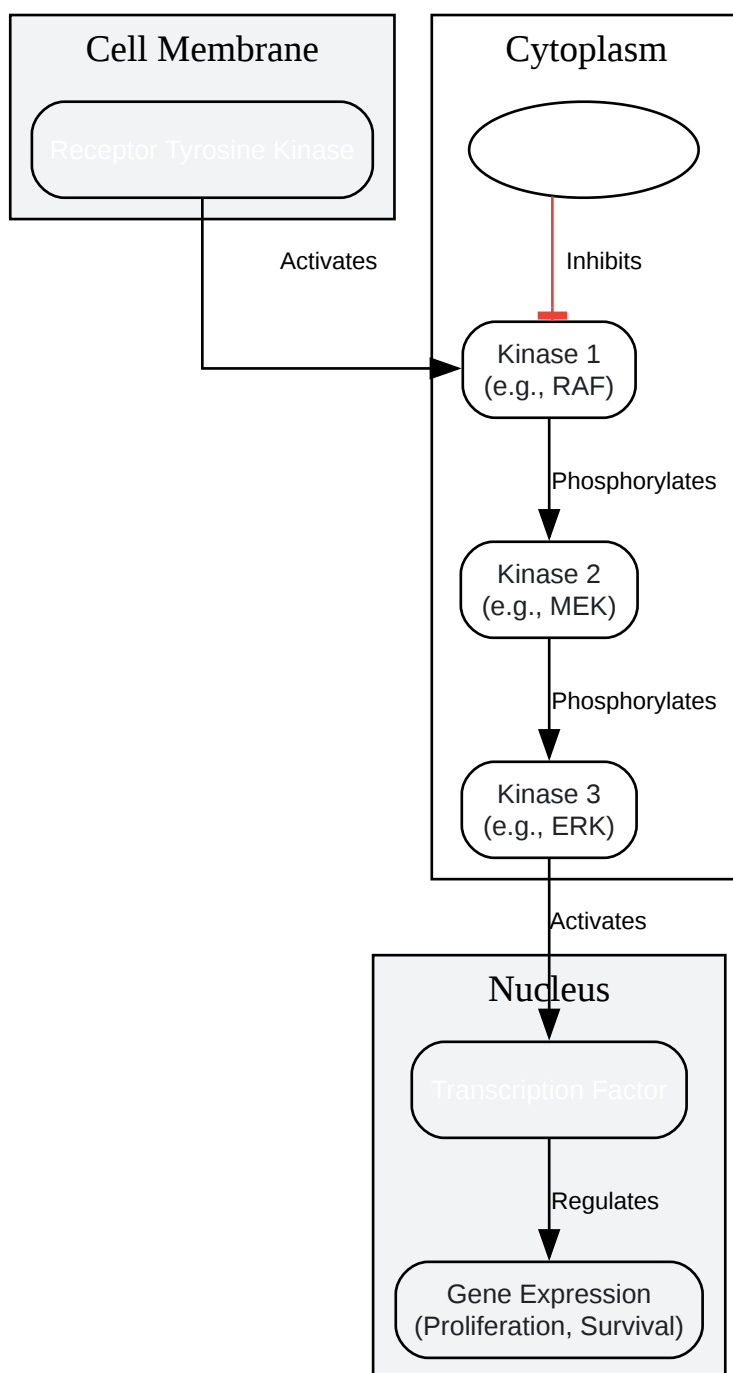 Cell Membrane
Receptor Tyrosine Kinase
Cytoplasm
Activates
Inhibits
Kinase 1
(e.g., RAF)
Phosphorylates
Kinase 2
(e.g., MEK)
Phosphorylates
Kinase 3
(e.g., ERK)
Activates
Nucleus
Transcription Factor
Regulates
Gene Expression
(Proliferation, Survival)